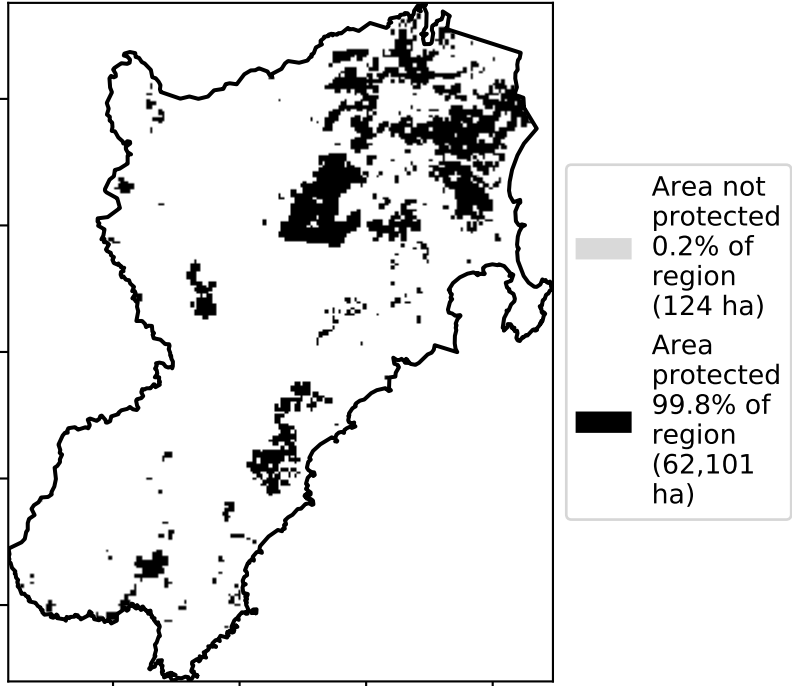 Area not
protected
0.2% of
region
(124 ha)
Area
protected
99.8% of
region
(62,101
ha)